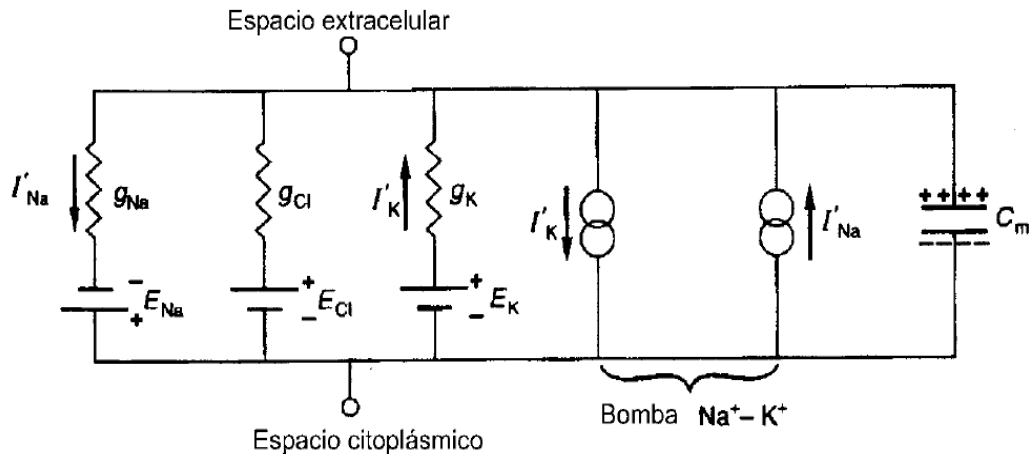 Espacio extracelular
I'Na
gNa
gCl
I'K
gK
I'K
I'Na
++++
Cm
−
ENa
+
+
ECl
−
+
EK
−
Bomba Na⁺–K⁺
Espacio citoplásmico